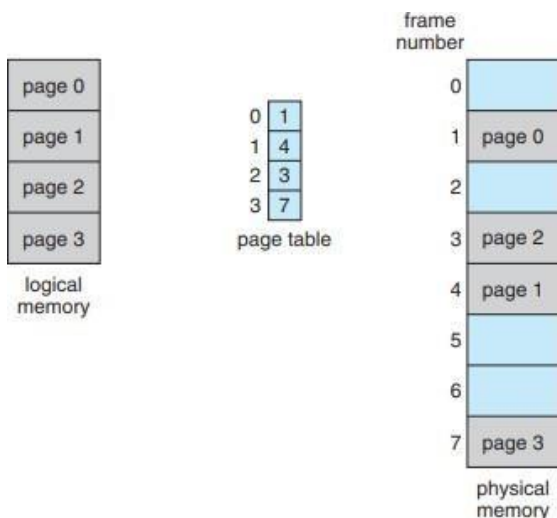 frame
number
page 0
page 1
page 2
page 3
logical
memory
0 1
1 4
2 3
3 7
page table
0
1 page 0
2
3 page 2
4 page 1
5
6
7 page 3
physical
memory